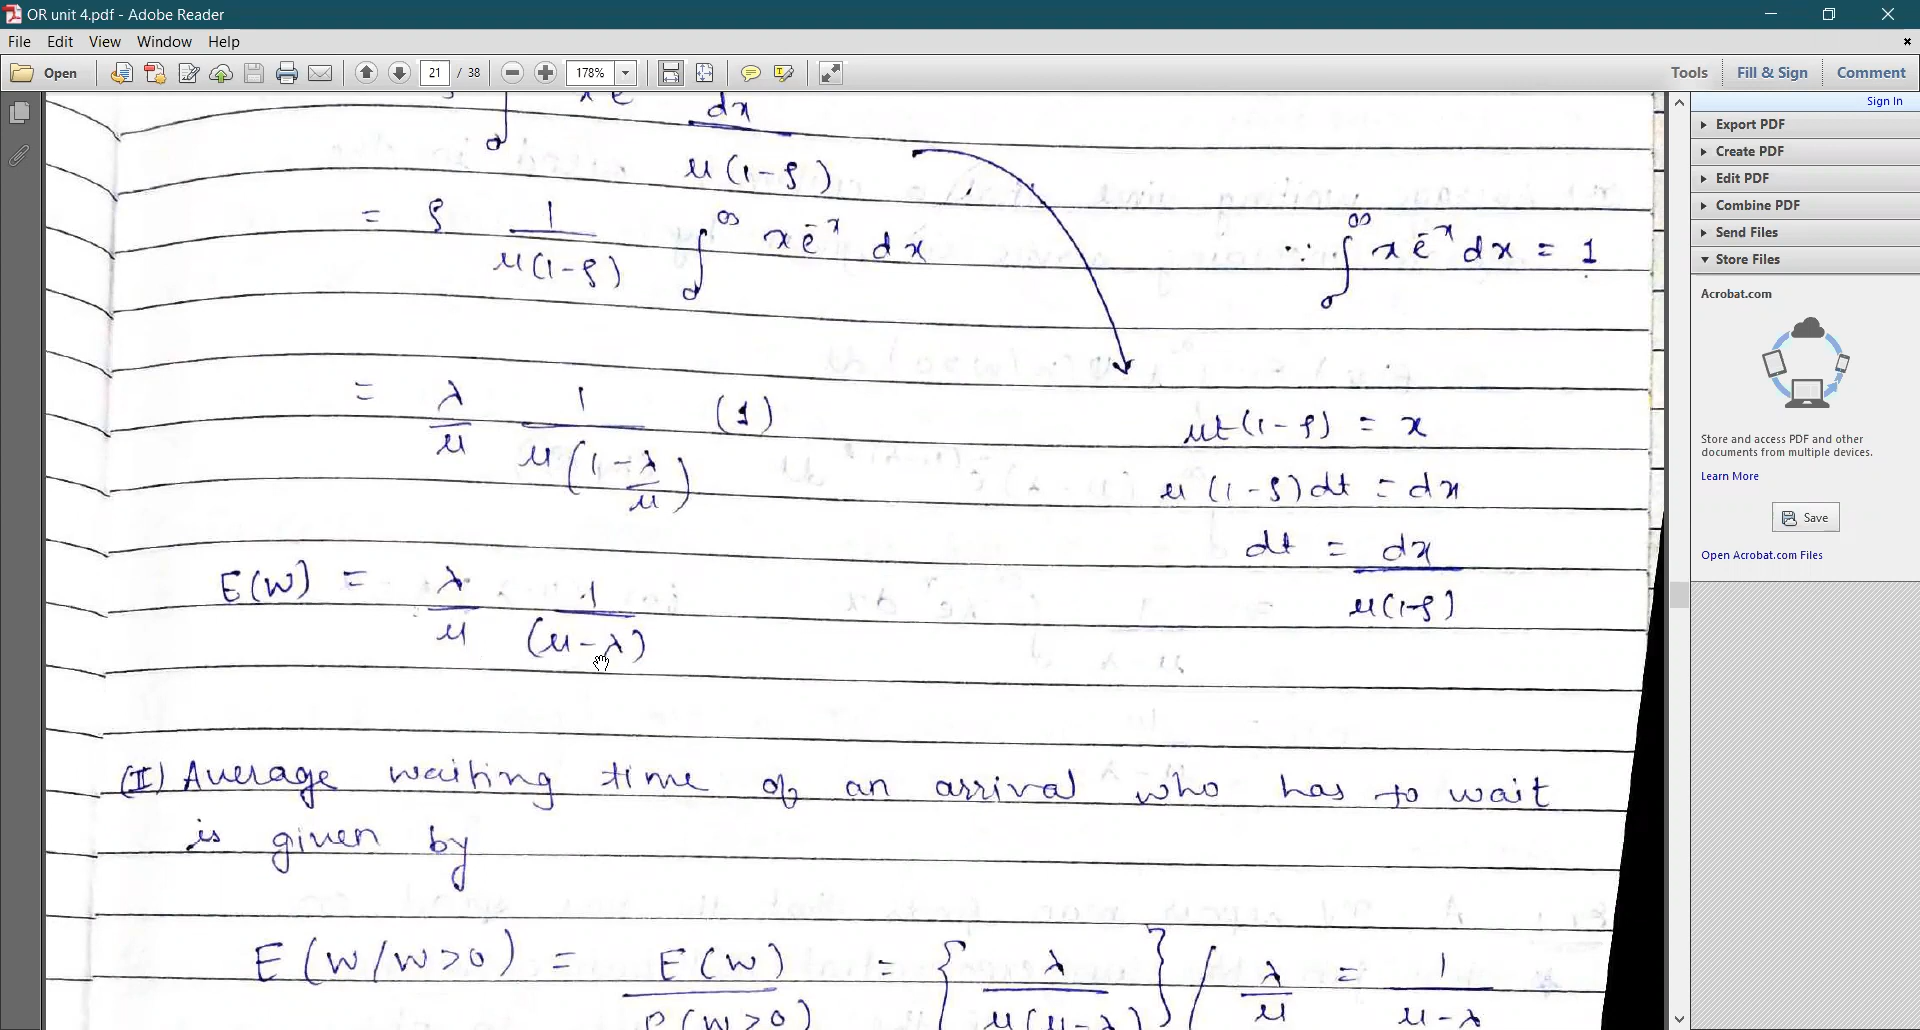 OR unit 4.pdf - Adobe Reader
File Edit View Window Help
Open 21 / 38 178% Tools Fill & Sign Comment
Sign In
Export PDF
Create PDF
Edit PDF
Combine PDF
Send Files
Store Files
Acrobat.com
Store and access PDF and other
documents from multiple devices.
Learn More
Save
Open Acrobat.com Files
0 x e dx
μ(1-ρ)
= ρ 1/μ(1-ρ) ∫₀^∞ x e^-x dx ∵ ∫₀^∞ x e^-x dx = 1
= λ/μ 1/μ(1-λ/μ) (1)
μt(1-ρ) = x
μ(1-ρ)dt = dx
dt = dx/μ(1-ρ)
E(W) = λ/μ 1/(μ-λ)
(II) Average waiting time of an arrival who has to wait
is given by
E(W/W>0) = E(W)/P(W>0) = {λ/μ(μ-λ)} / λ/μ = 1/μ-λ